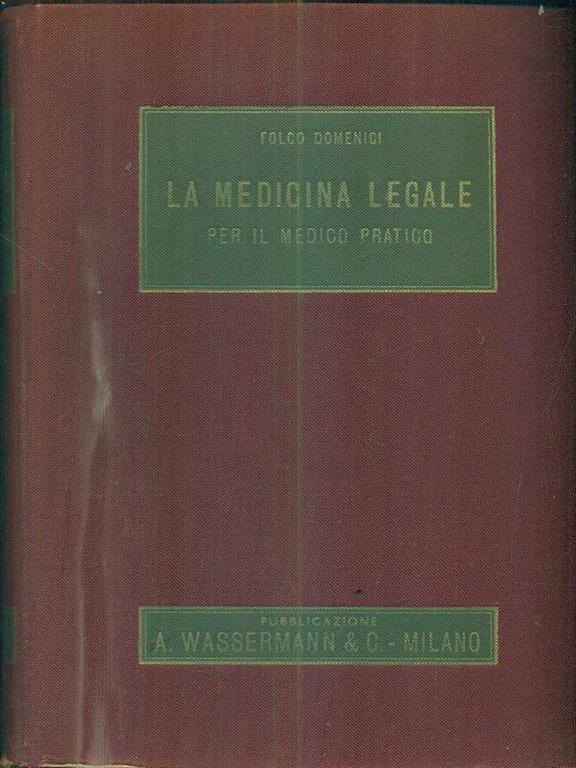 FOLCO DOMENICI
LA MEDICINA LEGALE
PER IL MEDICO PRATICO
PUBBLICAZIONE
A. WASSERMANN & C. - MILANO